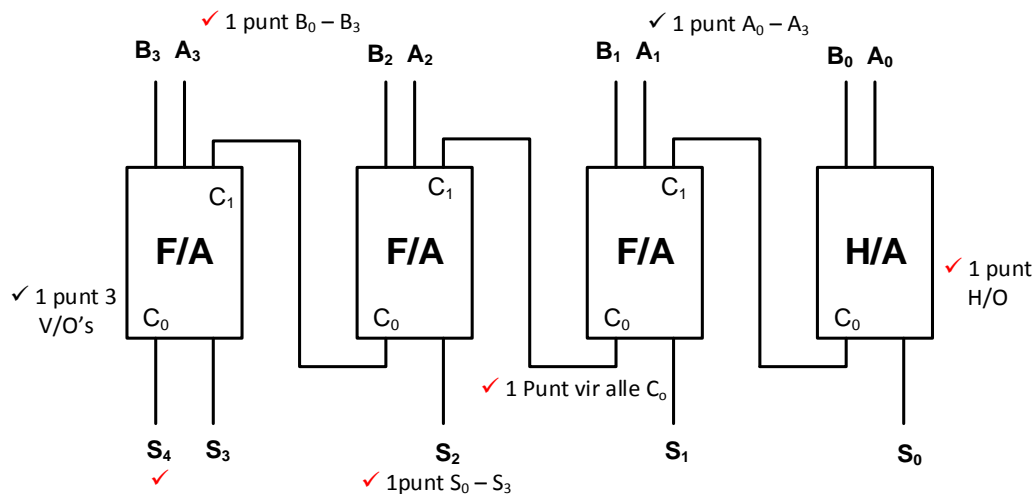 ✓ 1 punt B₀ – B₃
✓ 1 punt A₀ – A₃
B₃ A₃
B₂ A₂
B₁ A₁
B₀ A₀
C₁
C₁
C₁
F/A
F/A
F/A
H/A
✓ 1 punt 3
V/O’s
✓ 1 punt
H/O
C₀
C₀
C₀
C₀
✓ 1 Punt vir alle Cₒ
S₄
S₃
S₂
S₁
S₀
✓
✓ 1punt S₀ – S₃